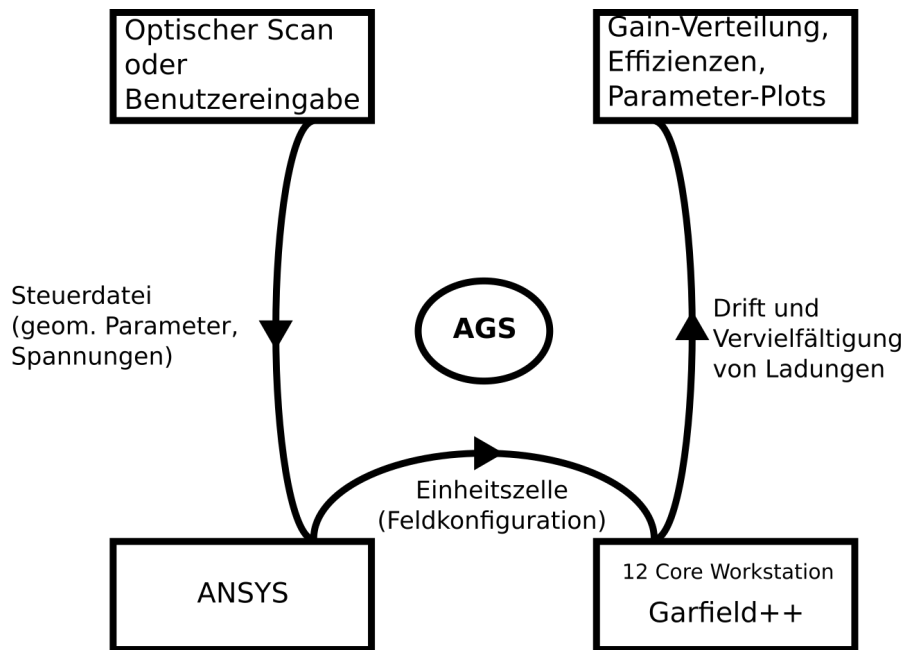 Optischer Scan
oder
Benutzereingabe
Gain-Verteilung,
Effizienzen,
Parameter-Plots
Steuerdatei
(geom. Parameter,
Spannungen)
AGS
Drift und
Vervielfältigung
von Ladungen
Einheitszelle
(Feldkonfiguration)
ANSYS
12 Core Workstation
Garfield++